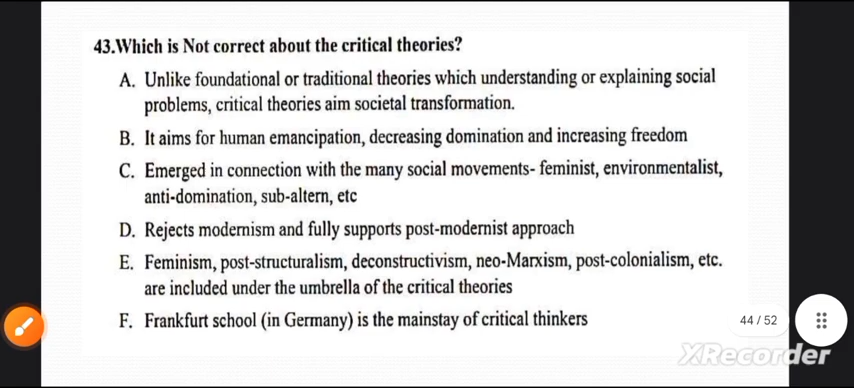 43.Which is Not correct about the critical theories?
A. Unlike foundational or traditional theories which understanding or explaining social
problems, critical theories aim societal transformation.
B. It aims for human emancipation, decreasing domination and increasing freedom
C. Emerged in connection with the many social movements- feminist, environmentalist,
anti-domination, sub-altern, etc
D. Rejects modernism and fully supports post-modernist approach
E. Feminism, post-structuralism, deconstructivism, neo-Marxism, post-colonialism, etc.
are included under the umbrella of the critical theories
F. Frankfurt school (in Germany) is the mainstay of critical thinkers
44 / 52
XRecorder